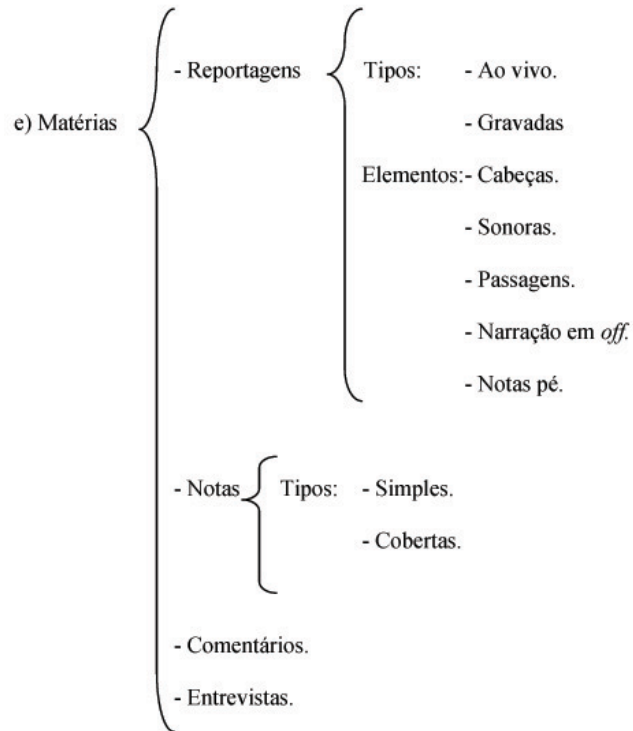 - Reportagens Tipos: - Ao vivo.
e) Matérias - Gravadas
Elementos:- Cabeças.
- Sonoras.
- Passagens.
- Narração em off.
- Notas pé.
- Notas Tipos: - Simples.
- Cobertas.
- Comentários.
- Entrevistas.